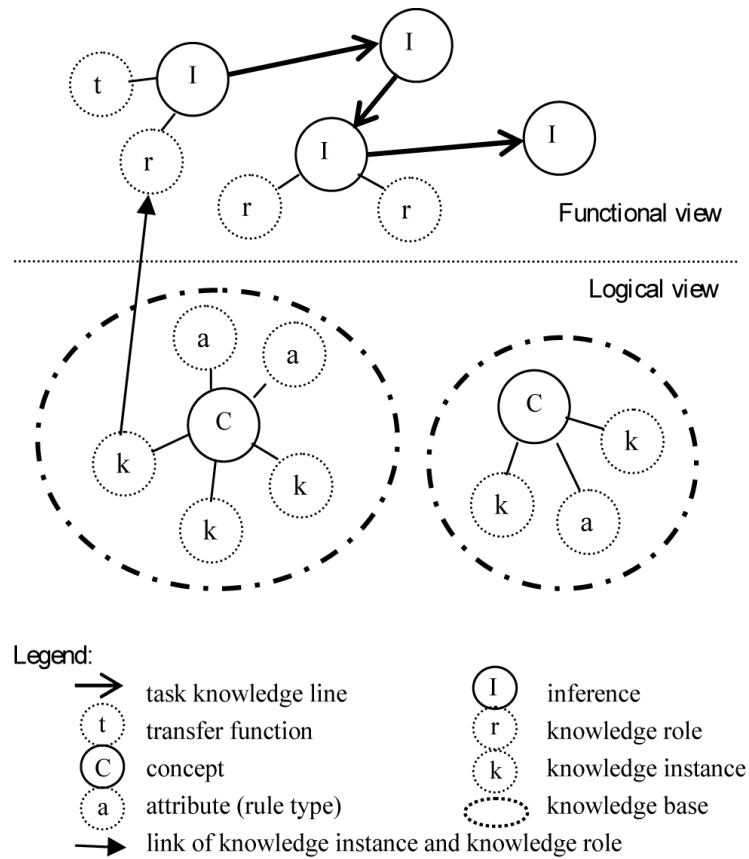 I
I
t
r
I
I
r
r
Functional view
Logical view
a
a
C
k
k
k
C
k
k
a
Legend:
task knowledge line
I inference
t transfer function
r knowledge role
C concept
k knowledge instance
a attribute (rule type)
knowledge base
link of knowledge instance and knowledge role